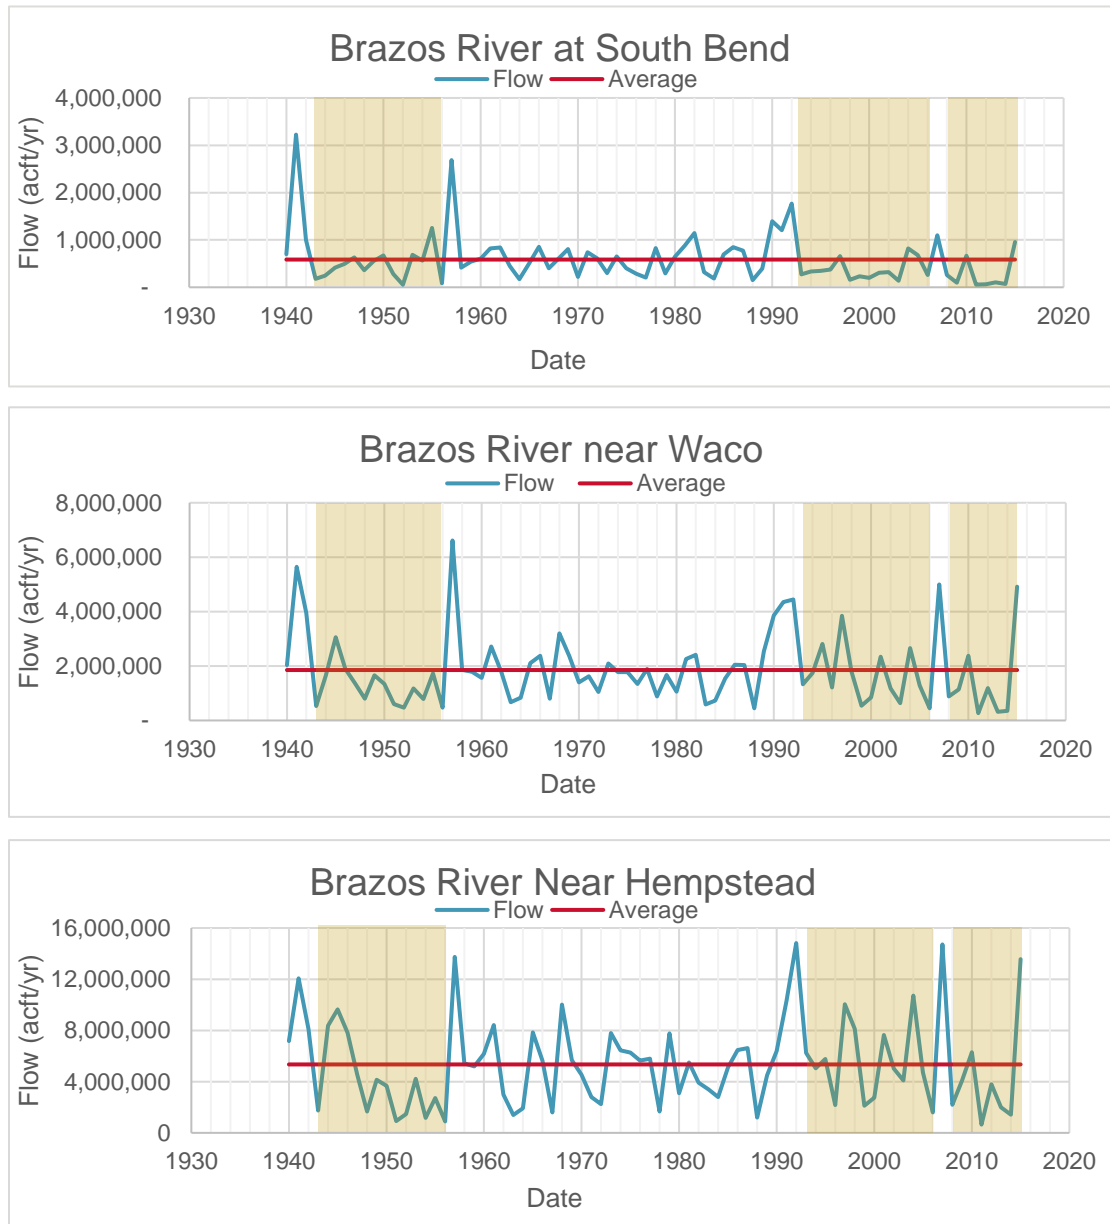 Brazos River at South Bend
Flow Average
4,000,000
3,000,000
2,000,000
1,000,000
-
Flow (acft/yr)
1930 1940 1950 1960 1970 1980 1990 2000 2010 2020
Date
Brazos River near Waco
Flow Average
8,000,000
6,000,000
4,000,000
2,000,000
-
Flow (acft/yr)
1930 1940 1950 1960 1970 1980 1990 2000 2010 2020
Date
Brazos River Near Hempstead
Flow Average
16,000,000
12,000,000
8,000,000
4,000,000
0
Flow (acft/yr)
1930 1940 1950 1960 1970 1980 1990 2000 2010 2020
Date